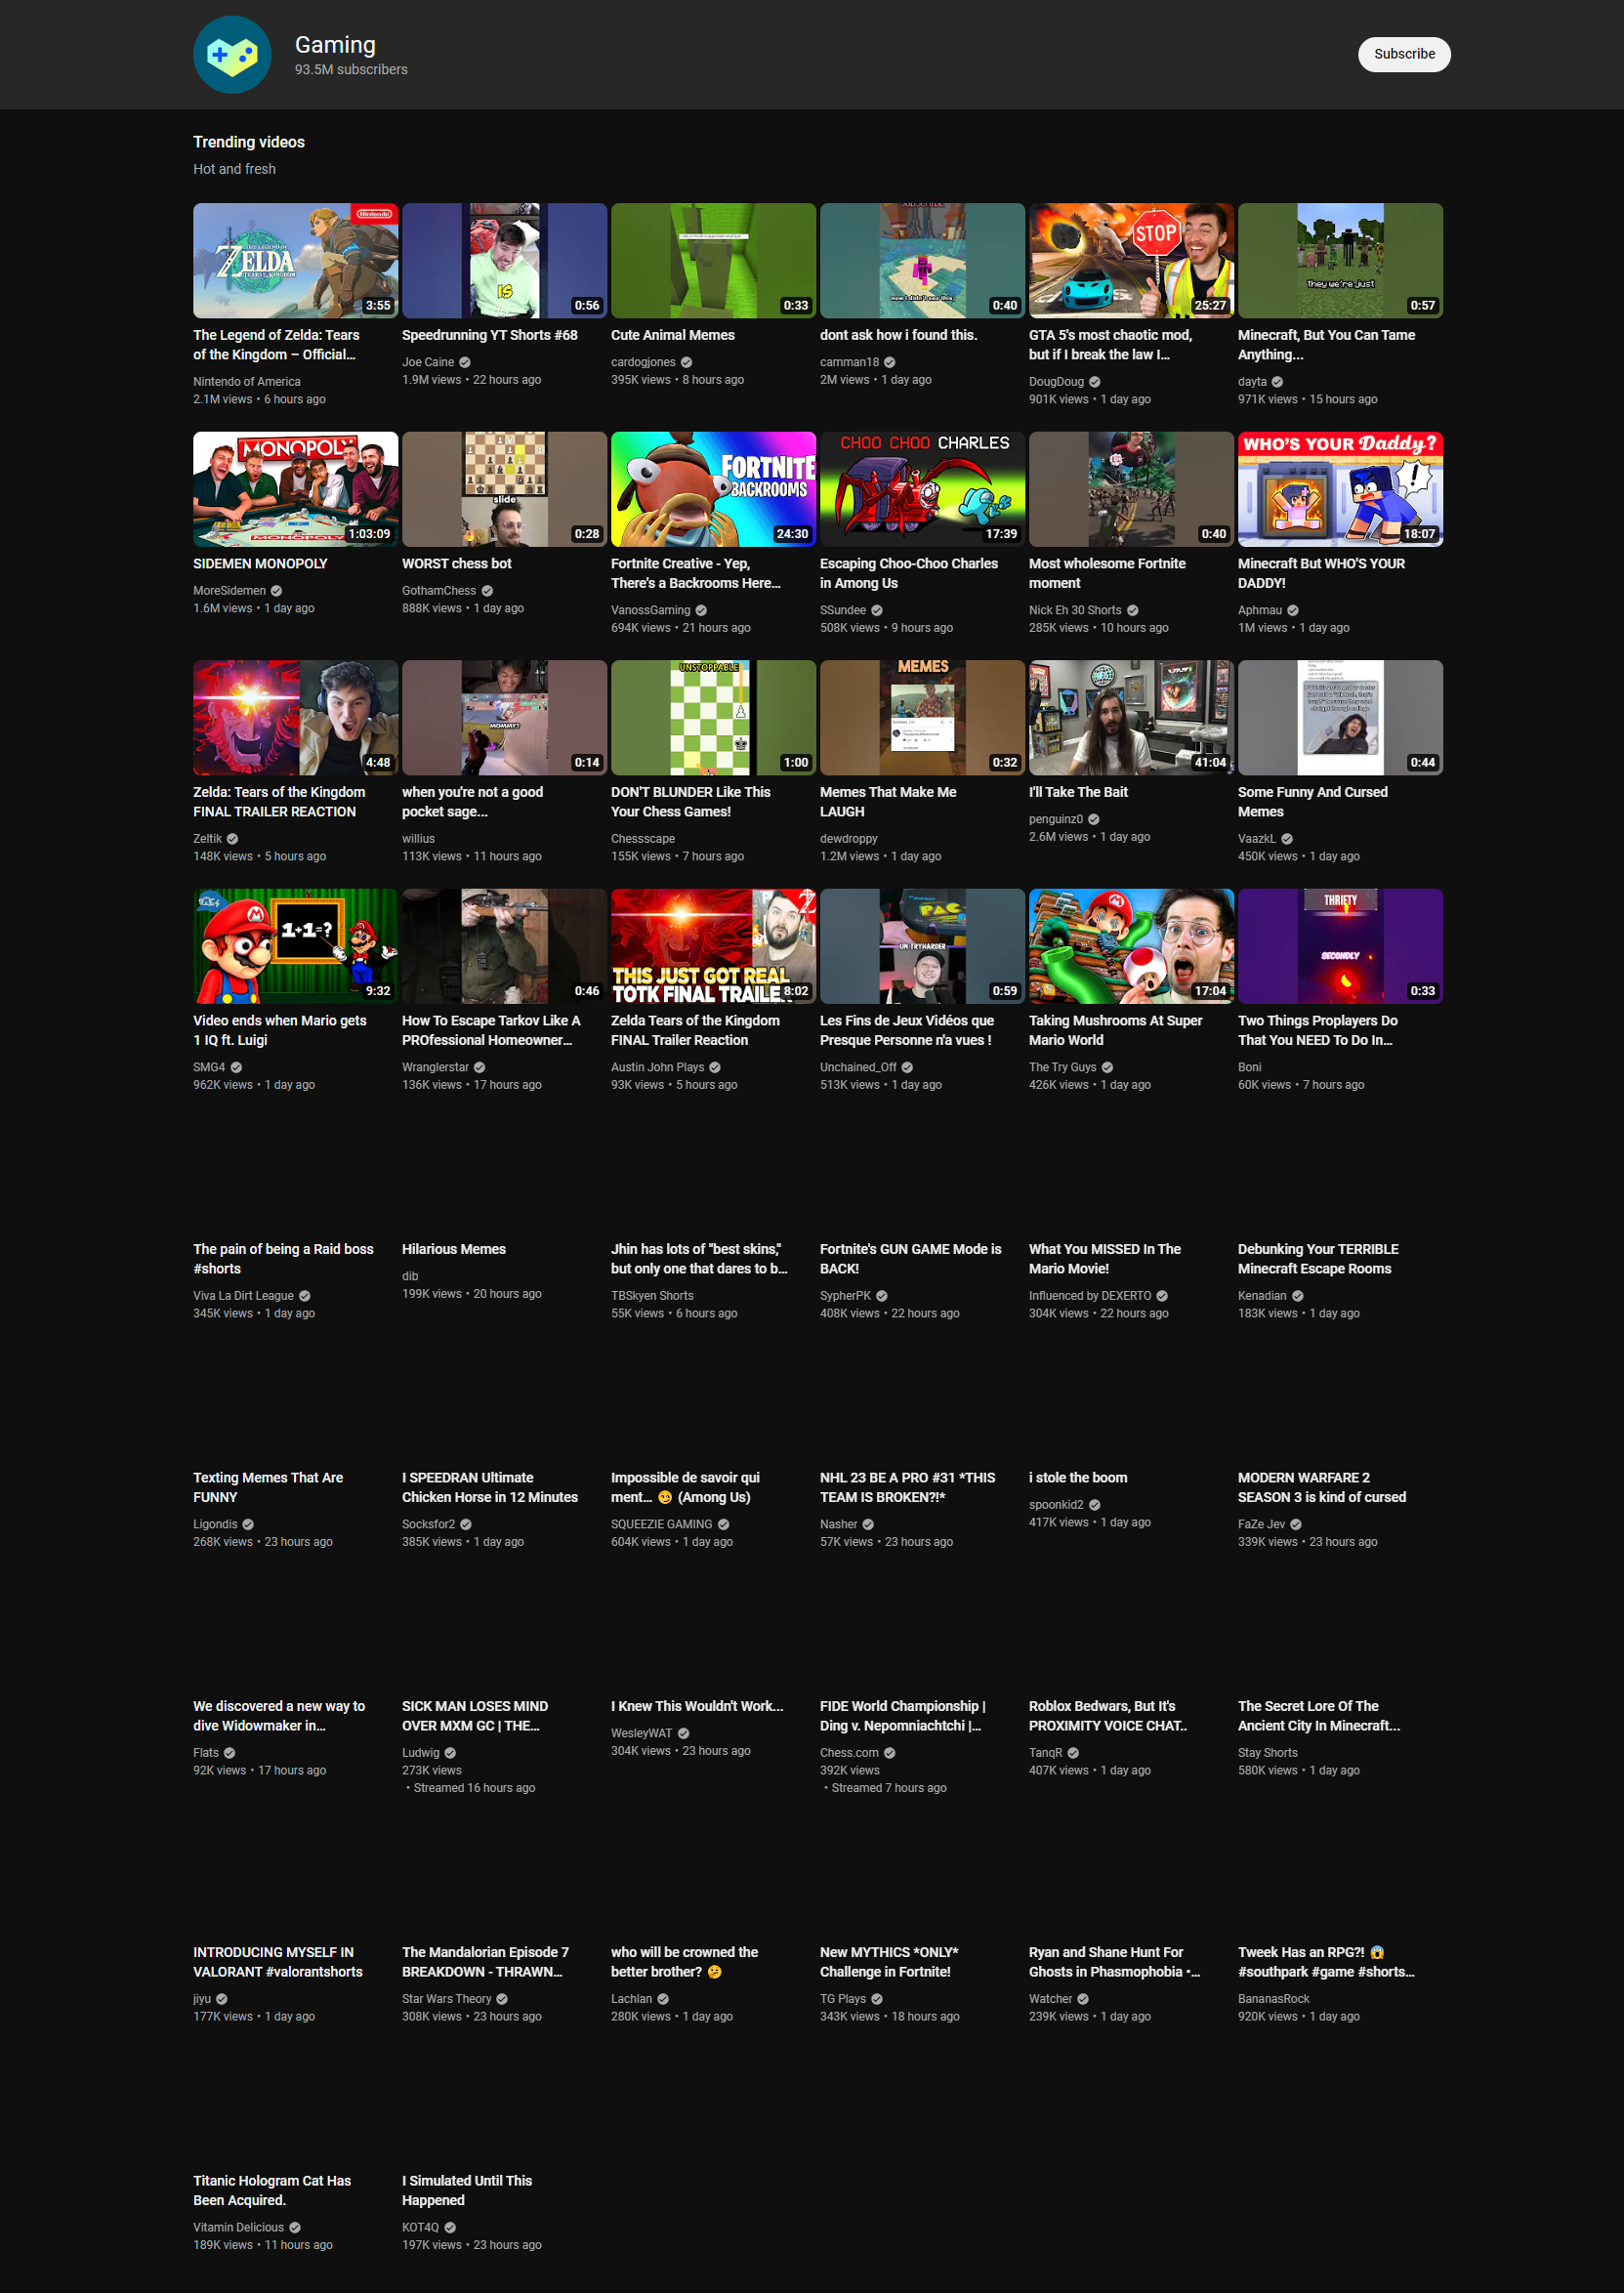 Gaming
93.5M subscribers
Subscribe
Trending videos
Hot and fresh
Nintendo
THE LEGEND OF
ZELDA
TEARS OF THE KINGDOM
3:55
IS
0:56
0:33
now i didn't see this,
0:40
STOP
25:27
they we're just
0:57
The Legend of Zelda: Tears
of the Kingdom – Official...
Nintendo of America
2.1M views • 6 hours ago
Speedrunning YT Shorts #68
Joe Caine
1.9M views • 22 hours ago
Cute Animal Memes
cardogjones
395K views • 8 hours ago
dont ask how i found this.
camman18
2M views • 1 day ago
GTA 5's most chaotic mod,
but if I break the law I...
DougDoug
901K views • 1 day ago
Minecraft, But You Can Tame
Anything...
dayta
971K views • 15 hours ago
MONOPOLY
MONOPOLY
1:03:09
slide
0:28
FORTNITE
BACKROOMS
24:30
CHOO CHOO CHARLES
17:39
0:40
WHO'S YOUR Daddy?
!
18:07
SIDEMEN MONOPOLY
MoreSidemen
1.6M views • 1 day ago
WORST chess bot
GothamChess
888K views • 1 day ago
Fortnite Creative - Yep,
There's a Backrooms Here...
VanossGaming
694K views • 21 hours ago
Escaping Choo-Choo Charles
in Among Us
SSundee
508K views • 9 hours ago
Most wholesome Fortnite
moment
Nick Eh 30 Shorts
285K views • 10 hours ago
Minecraft But WHO'S YOUR
DADDY!
Aphmau
1M views • 1 day ago
4:48
MOMMY?
0:14
UNSTOPPABLE
1:00
MEMES
0:32
41:04
0:44
Zelda: Tears of the Kingdom
FINAL TRAILER REACTION
Zeltik
148K views • 5 hours ago
when you're not a good
pocket sage...
willius
113K views • 11 hours ago
DON'T BLUNDER Like This
Your Chess Games!
Chessscape
155K views • 7 hours ago
Memes That Make Me
LAUGH
dewdroppy
1.2M views • 1 day ago
I'll Take The Bait
penguinz0
2.6M views • 1 day ago
Some Funny And Cursed
Memes
VaazkL
450K views • 1 day ago
M
1+1=?
9:32
0:46
THIS JUST GOT REAL
TOTK FINAL TRAILER
8:02
PAC
UN TRYHARDER
0:59
M
17:04
THRIETY
SECONDLY
0:33
Video ends when Mario gets
1 IQ ft. Luigi
SMG4
962K views • 1 day ago
How To Escape Tarkov Like A
PROfessional Homeowner...
Wranglerstar
136K views • 17 hours ago
Zelda Tears of the Kingdom
FINAL Trailer Reaction
Austin John Plays
93K views • 5 hours ago
Les Fins de Jeux Vidéos que
Presque Personne n'a vues !
Unchained_Off
513K views • 1 day ago
Taking Mushrooms At Super
Mario World
The Try Guys
426K views • 1 day ago
Two Things Proplayers Do
That You NEED To Do In...
Boni
60K views • 7 hours ago
The pain of being a Raid boss
#shorts
Viva La Dirt League
345K views • 1 day ago
Hilarious Memes
dib
199K views • 20 hours ago
Jhin has lots of "best skins,"
but only one that dares to b...
TBSkyen Shorts
55K views • 6 hours ago
Fortnite's GUN GAME Mode is
BACK!
SypherPK
408K views • 22 hours ago
What You MISSED In The
Mario Movie!
Influenced by DEXERTO
304K views • 22 hours ago
Debunking Your TERRIBLE
Minecraft Escape Rooms
Kenadian
183K views • 1 day ago
Texting Memes That Are
FUNNY
Ligondis
268K views • 23 hours ago
I SPEEDRAN Ultimate
Chicken Horse in 12 Minutes
Socksfor2
385K views • 1 day ago
Impossible de savoir qui
ment... 😏 (Among Us)
SQUEEZIE GAMING
604K views • 1 day ago
NHL 23 BE A PRO #31 *THIS
TEAM IS BROKEN?!*
Nasher
57K views • 23 hours ago
i stole the boom
spoonkid2
417K views • 1 day ago
MODERN WARFARE 2
SEASON 3 is kind of cursed
FaZe Jev
339K views • 23 hours ago
We discovered a new way to
dive Widowmaker in...
Flats
92K views • 17 hours ago
SICK MAN LOSES MIND
OVER MXM GC | THE...
Ludwig
273K views
• Streamed 16 hours ago
I Knew This Wouldn't Work...
WesleyWAT
304K views • 23 hours ago
FIDE World Championship |
Ding v. Nepomniachtchi |...
Chess.com
392K views
• Streamed 7 hours ago
Roblox Bedwars, But It's
PROXIMITY VOICE CHAT..
TanqR
407K views • 1 day ago
The Secret Lore Of The
Ancient City In Minecraft...
Stay Shorts
580K views • 1 day ago
INTRODUCING MYSELF IN
VALORANT #valorantshorts
jiyu
177K views • 1 day ago
The Mandalorian Episode 7
BREAKDOWN - THRAWN...
Star Wars Theory
308K views • 23 hours ago
who will be crowned the
better brother? 🤔
Lachlan
280K views • 1 day ago
New MYTHICS *ONLY*
Challenge in Fortnite!
TG Plays
343K views • 18 hours ago
Ryan and Shane Hunt For
Ghosts in Phasmophobia •...
Watcher
239K views • 1 day ago
Tweek Has an RPG?! 😱
#southpark #game #shorts...
BananasRock
920K views • 1 day ago
Titanic Hologram Cat Has
Been Acquired.
Vitamin Delicious
189K views • 11 hours ago
I Simulated Until This
Happened
KOT4Q
197K views • 23 hours ago